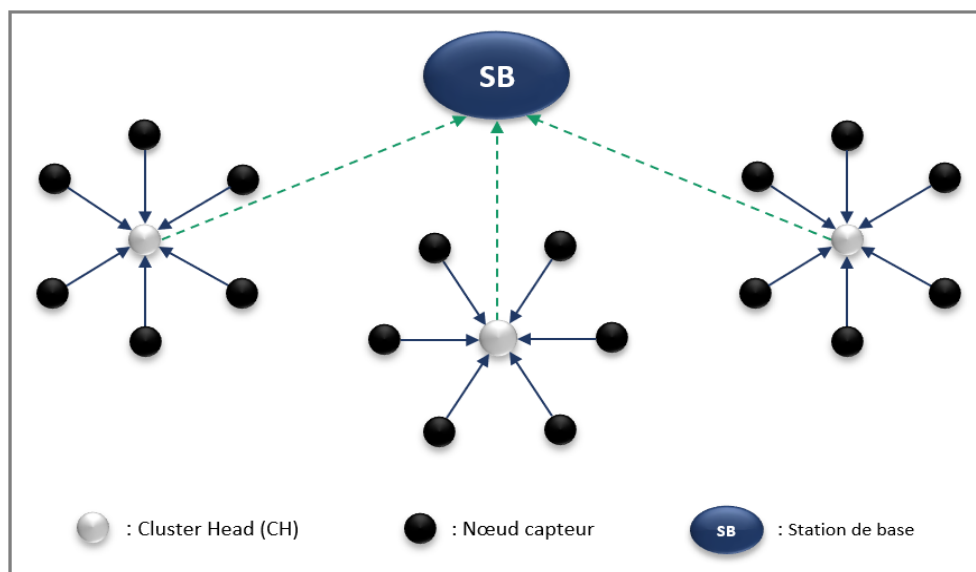 SB
: Cluster Head (CH)
: Nœud capteur
SB
: Station de base